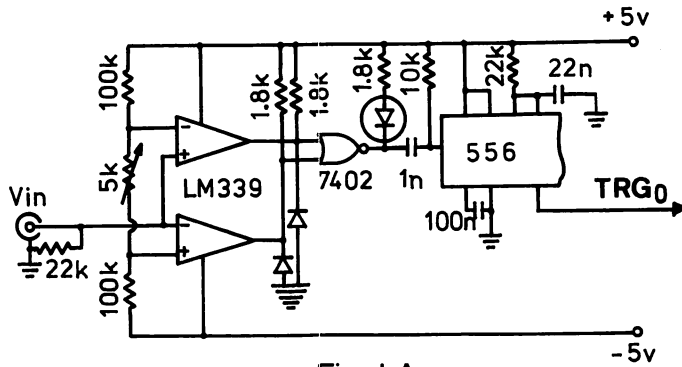 +5v
100k
1.8k
1.8k
1.8k
10k
22k
22n
-
+
5k
LM339
7402
1n
556
Vin
TRG0
-
+
22k
100n
100k
-5v